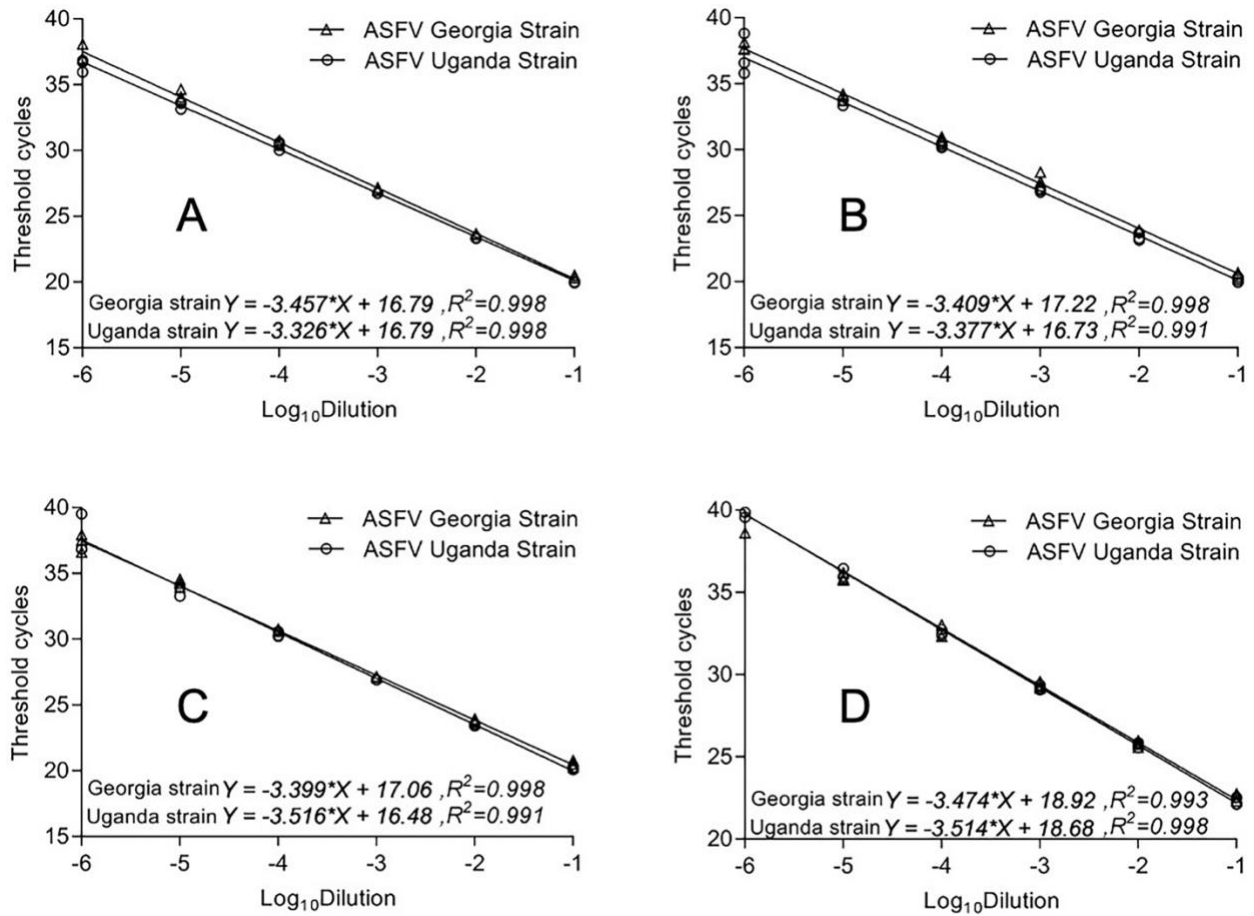 40
35
30
25
20
15
Threshold cycles
ASFV Georgia Strain
ASFV Uganda Strain
A
Georgia strain Y = -3.457*X + 16.79 ,R²=0.998
Uganda strain Y = -3.326*X + 16.79 ,R²=0.998
-6 -5 -4 -3 -2 -1
Log₁₀Dilution
40
35
30
25
20
15
Threshold cycles
ASFV Georgia Strain
ASFV Uganda Strain
B
Georgia strain Y = -3.409*X + 17.22 ,R²=0.998
Uganda strain Y = -3.377*X + 16.73 ,R²=0.991
-6 -5 -4 -3 -2 -1
Log₁₀Dilution
40
35
30
25
20
15
Threshold cycles
ASFV Georgia Strain
ASFV Uganda Strain
C
Georgia strain Y = -3.399*X + 17.06 ,R²=0.998
Uganda strain Y = -3.516*X + 16.48 ,R²=0.991
-6 -5 -4 -3 -2 -1
Log₁₀Dilution
40
35
30
25
20
Threshold cycles
ASFV Georgia Strain
ASFV Uganda Strain
D
Georgia strain Y = -3.474*X + 18.92 ,R²=0.993
Uganda strain Y = -3.514*X + 18.68 ,R²=0.998
-6 -5 -4 -3 -2 -1
Log₁₀Dilution